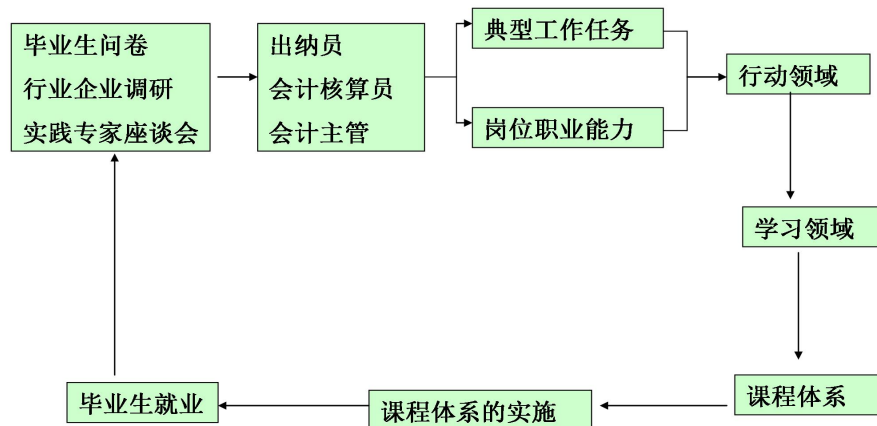 毕业生问卷
行业企业调研
实践专家座谈会
出纳员
会计核算员
会计主管
典型工作任务
岗位职业能力
行动领域
学习领域
课程体系
课程体系的实施
毕业生就业